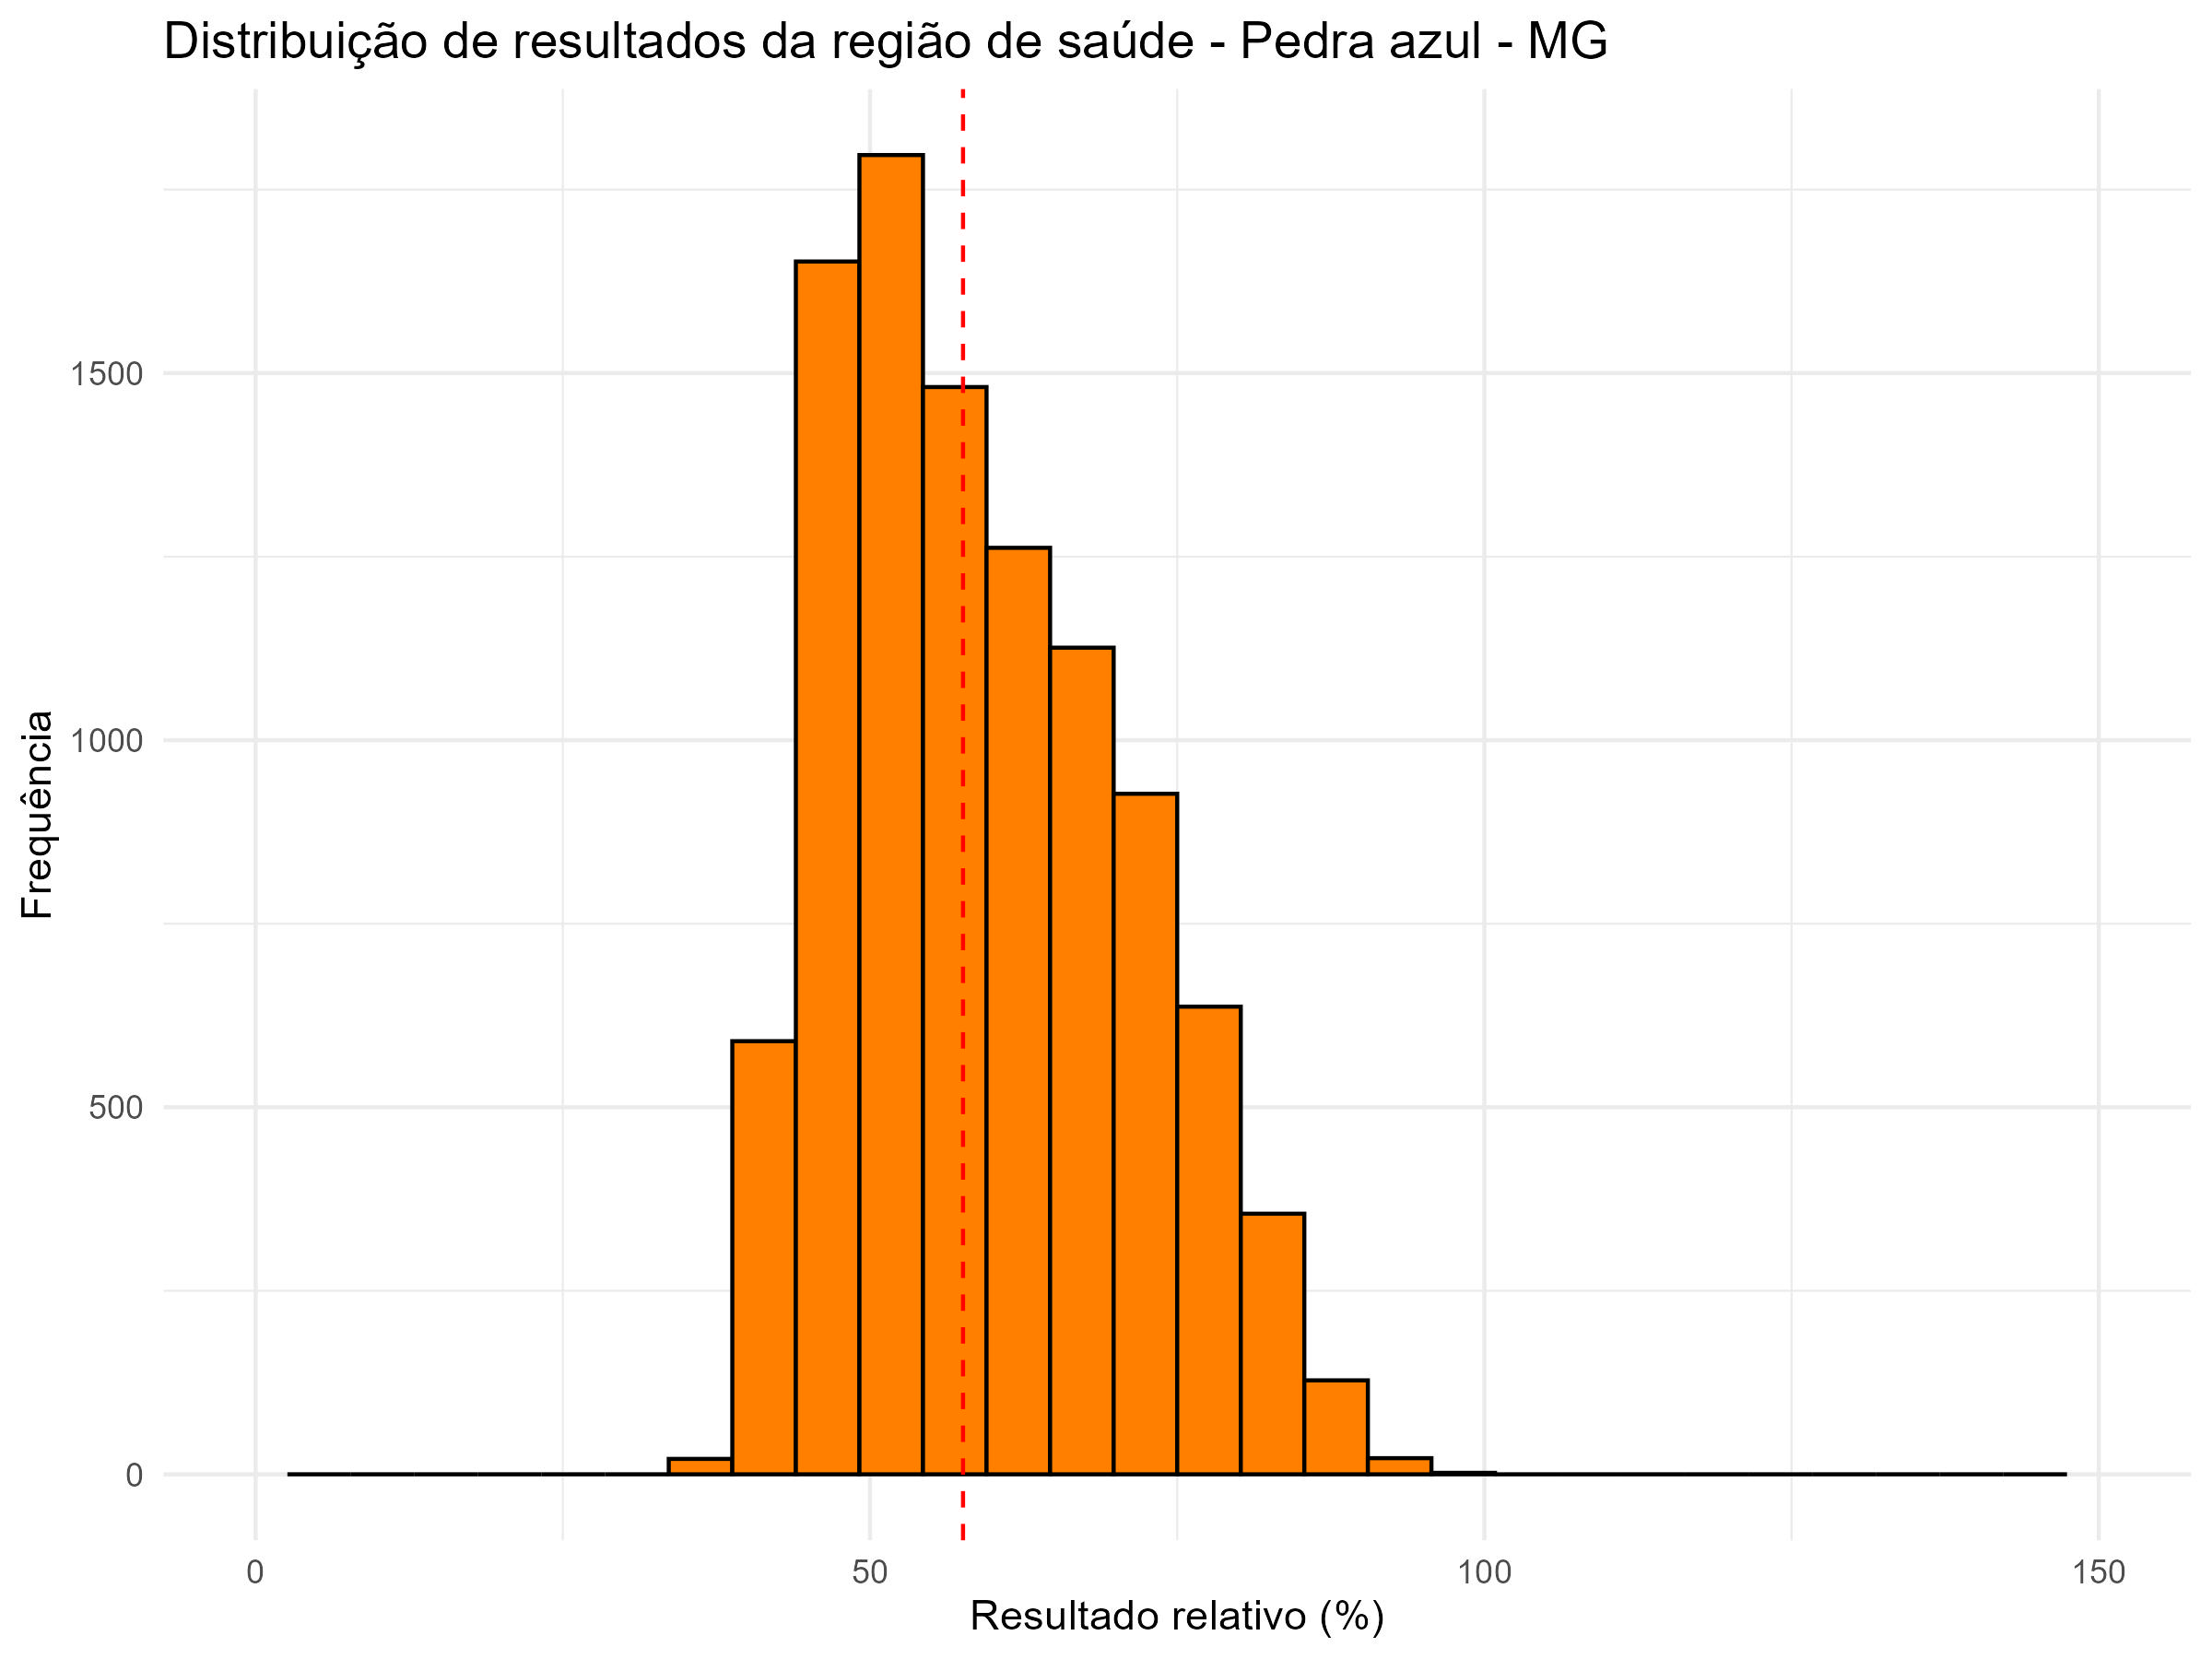 Distribuição de resultados da região de saúde - Pedra azul - MG
Frequência
1500
1000
500
0
0
50
100
150
Resultado relativo (%)